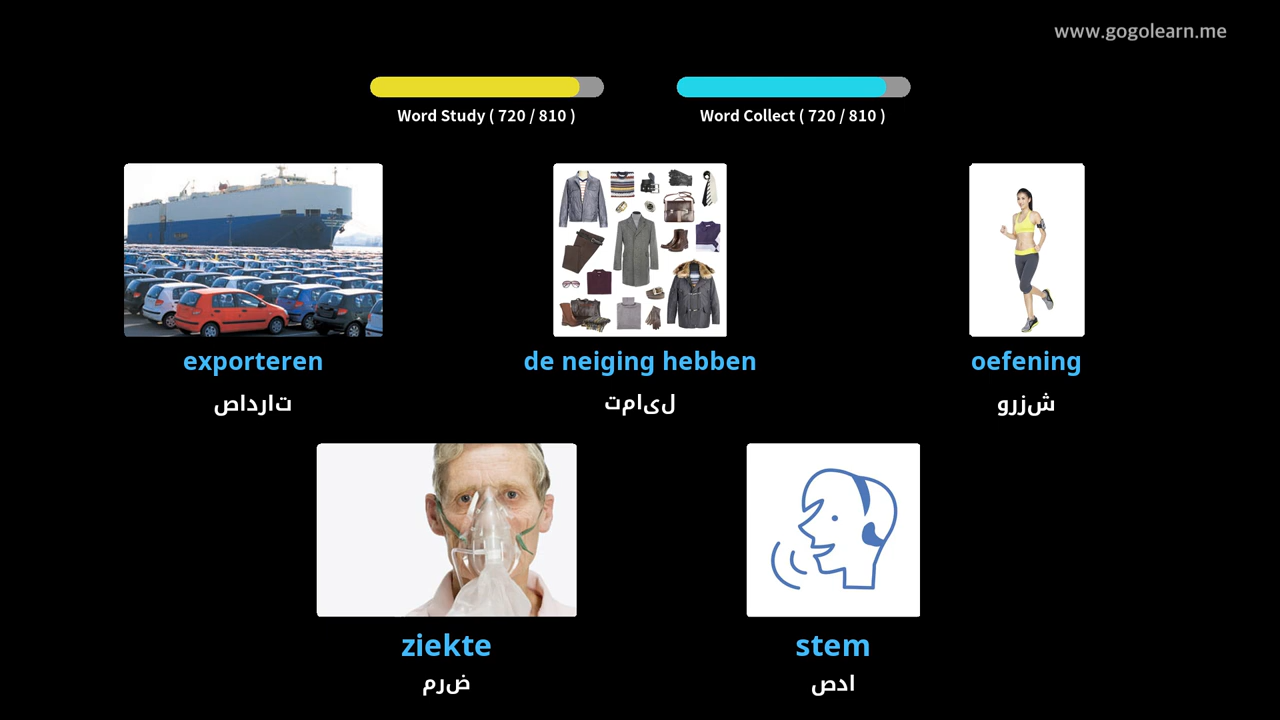 www.gogolearn.me
Word Study ( 720 / 810 )
Word Collect ( 720 / 810 )
exporteren
de neiging hebben
oefening
تارداص
لیامت
شزرو
ziekte
stem
ضرم
ادص